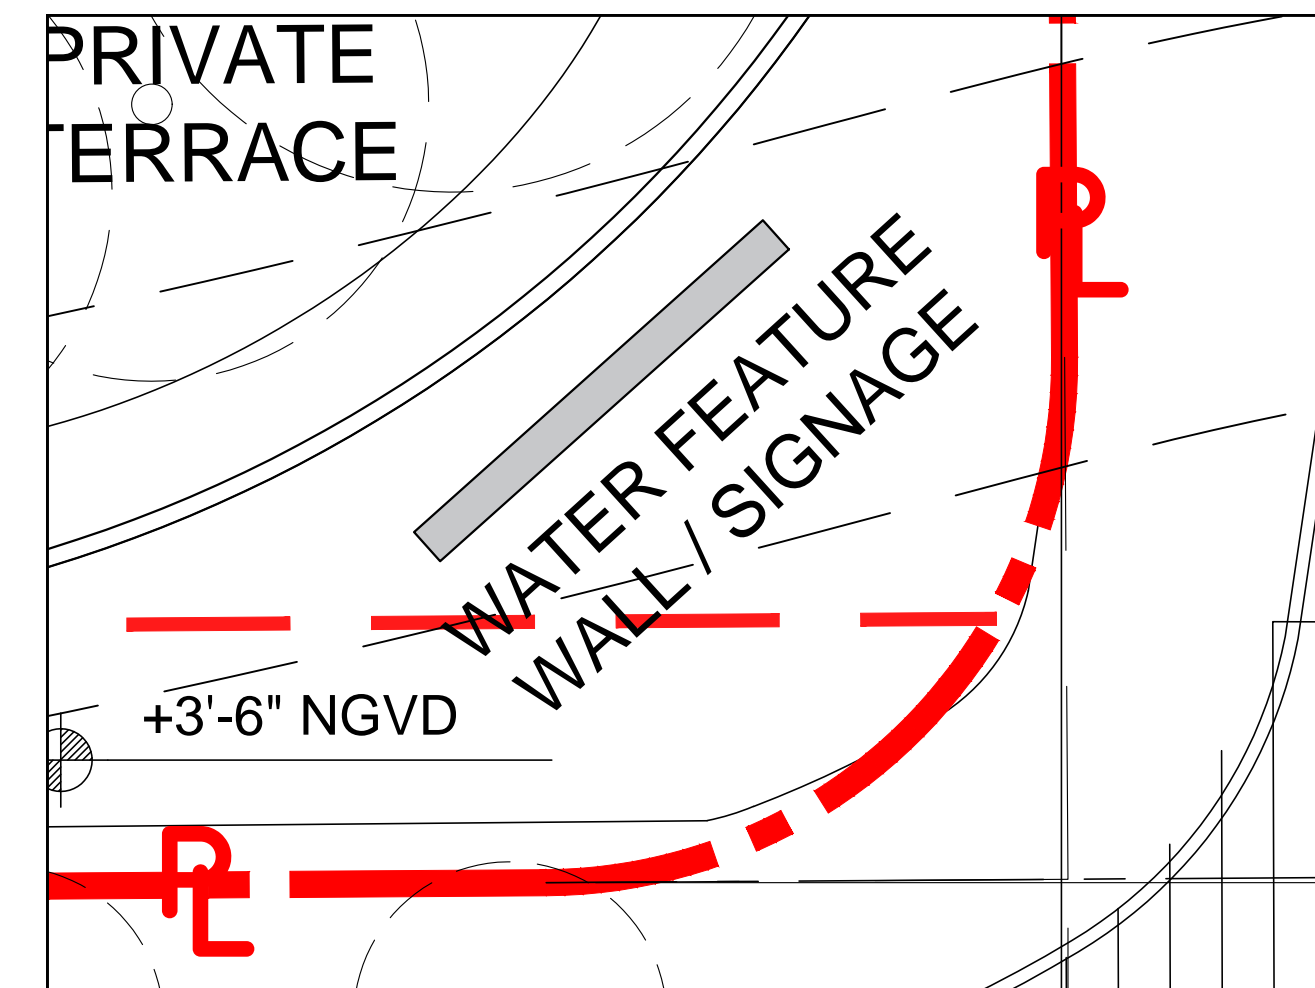 PRIVATE
TERRACE
WATER FEATURE
WALL / SIGNAGE
PL
+3'-6" NGVD
PL